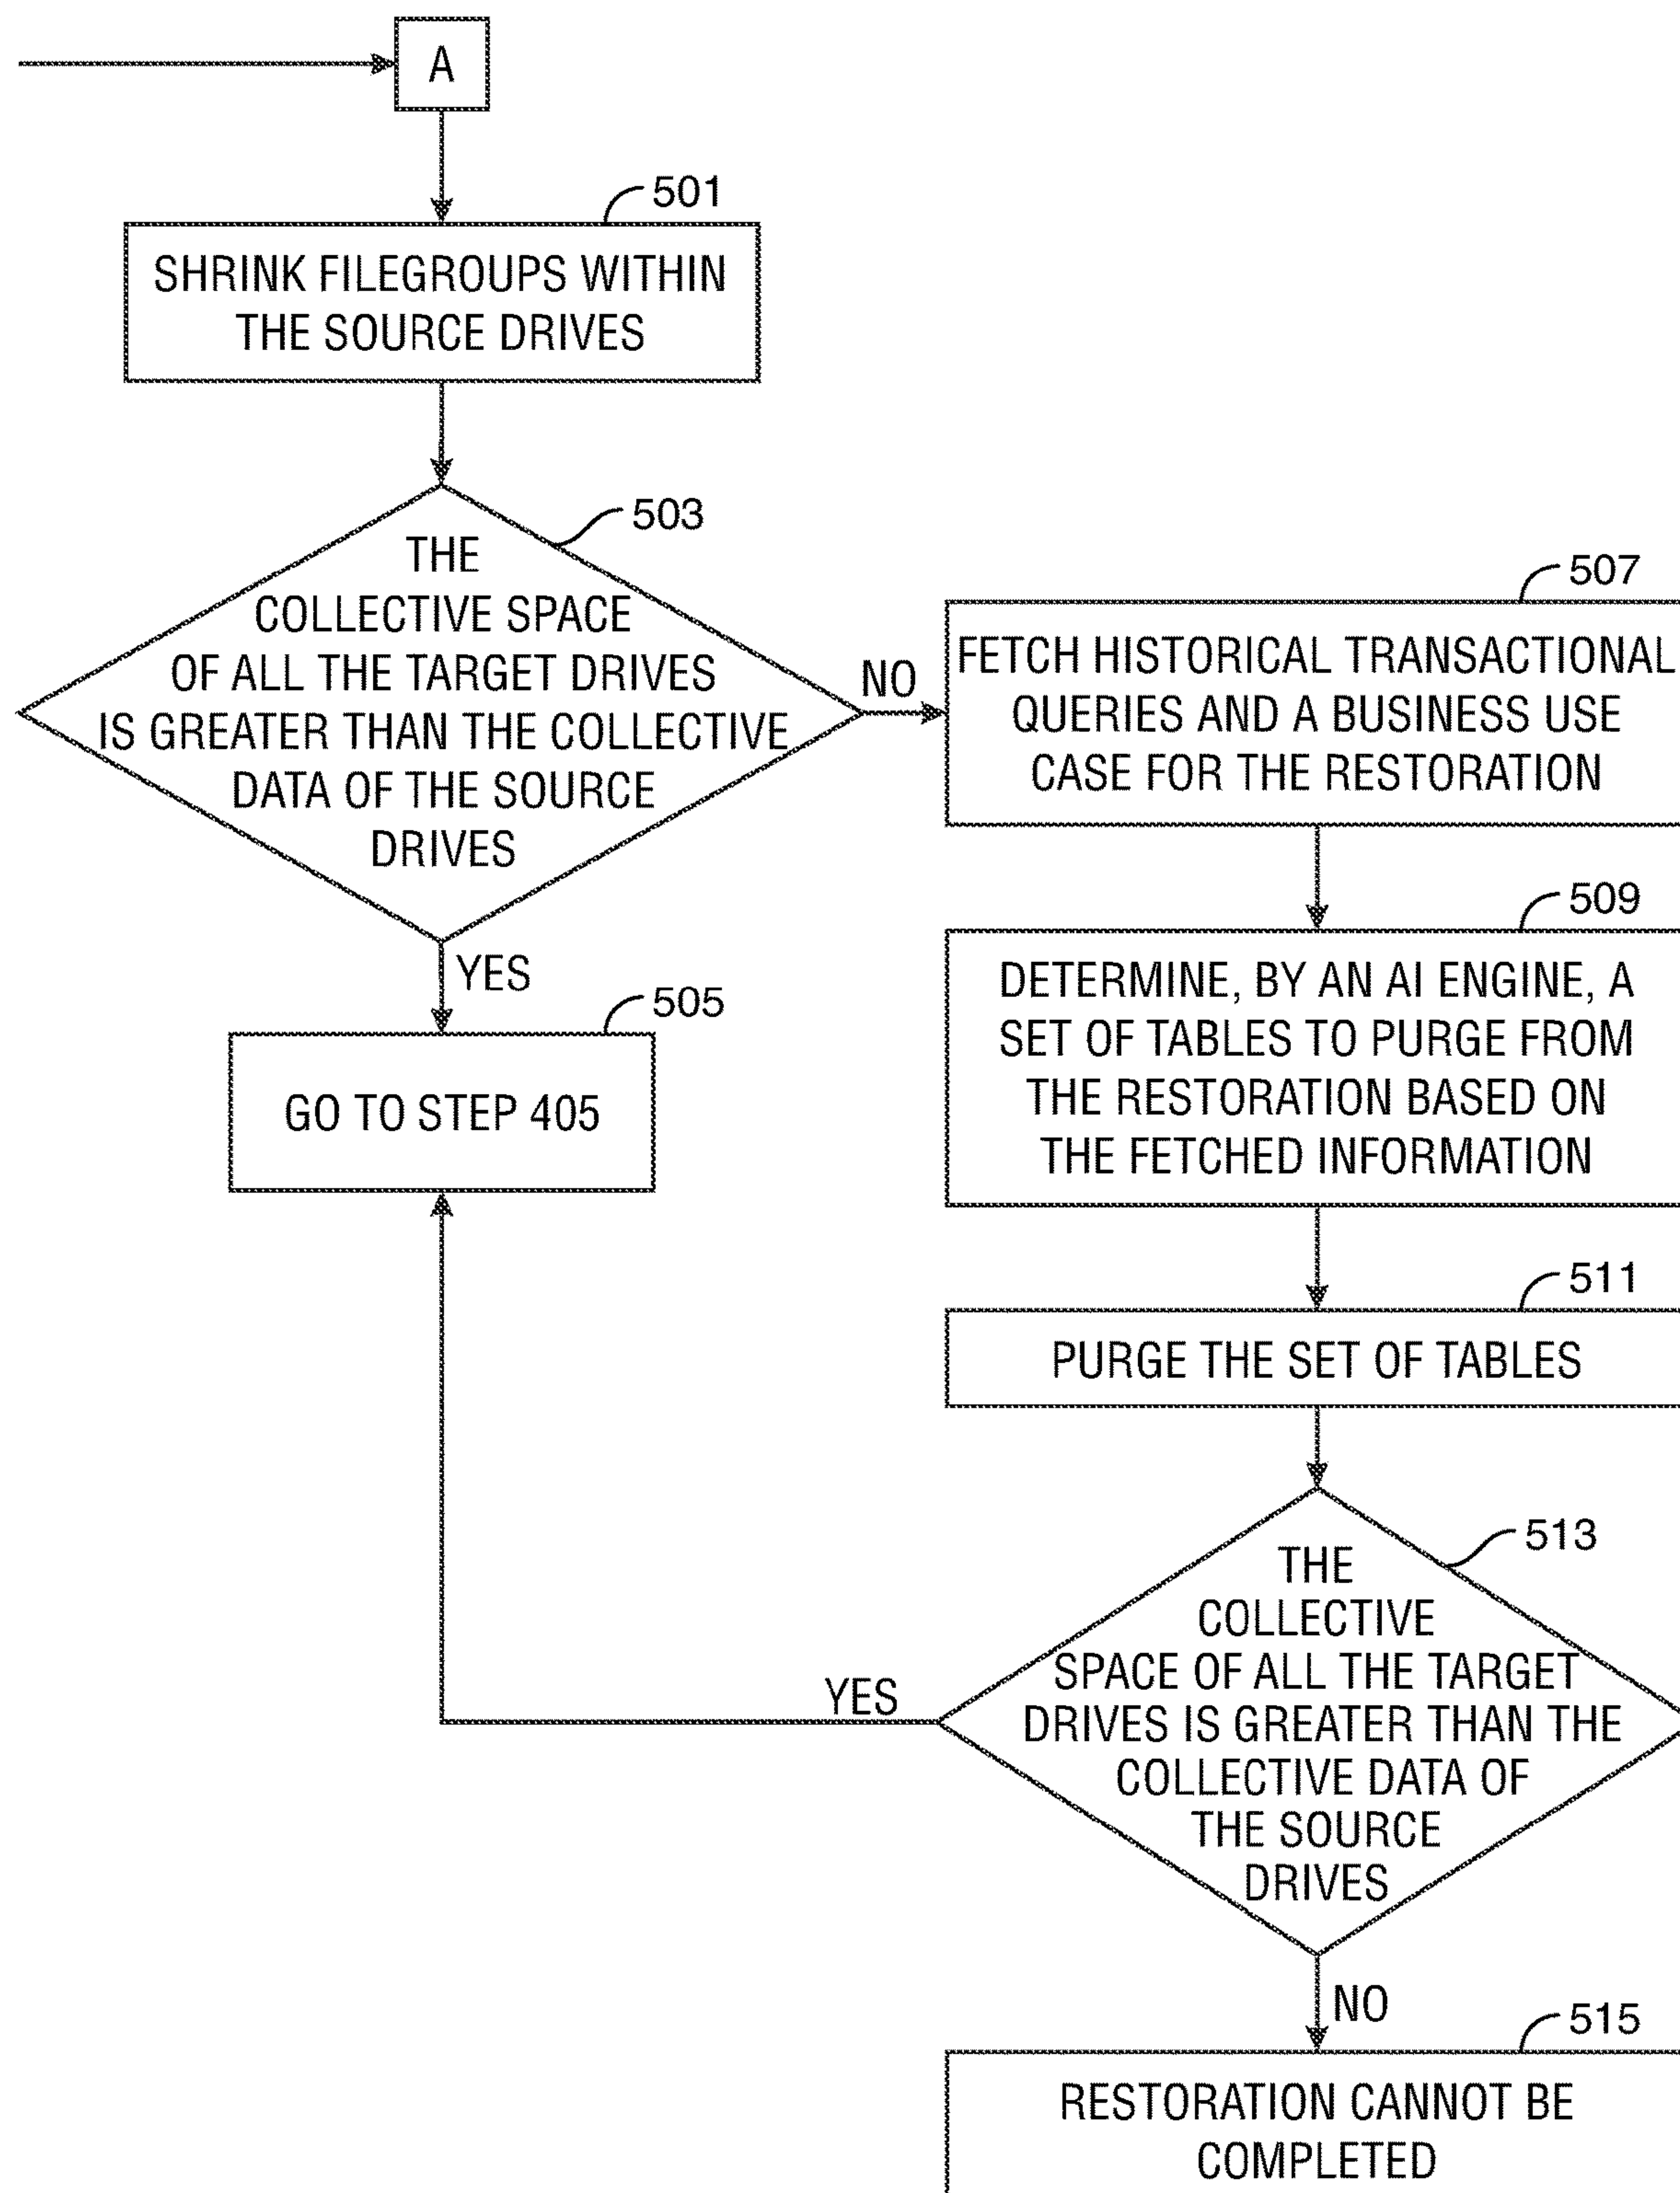 A
501
SHRINK FILEGROUPS WITHIN
THE SOURCE DRIVES
503
THE
COLLECTIVE SPACE
OF ALL THE TARGET DRIVES
IS GREATER THAN THE COLLECTIVE
DATA OF THE SOURCE
DRIVES
NO
YES
505
GO TO STEP 405
507
FETCH HISTORICAL TRANSACTIONAL
QUERIES AND A BUSINESS USE
CASE FOR THE RESTORATION
509
DETERMINE, BY AN AI ENGINE, A
SET OF TABLES TO PURGE FROM
THE RESTORATION BASED ON
THE FETCHED INFORMATION
511
PURGE THE SET OF TABLES
513
THE
COLLECTIVE
SPACE OF ALL THE TARGET
DRIVES IS GREATER THAN THE
COLLECTIVE DATA OF
THE SOURCE
DRIVES
YES
NO
515
RESTORATION CANNOT BE
COMPLETED